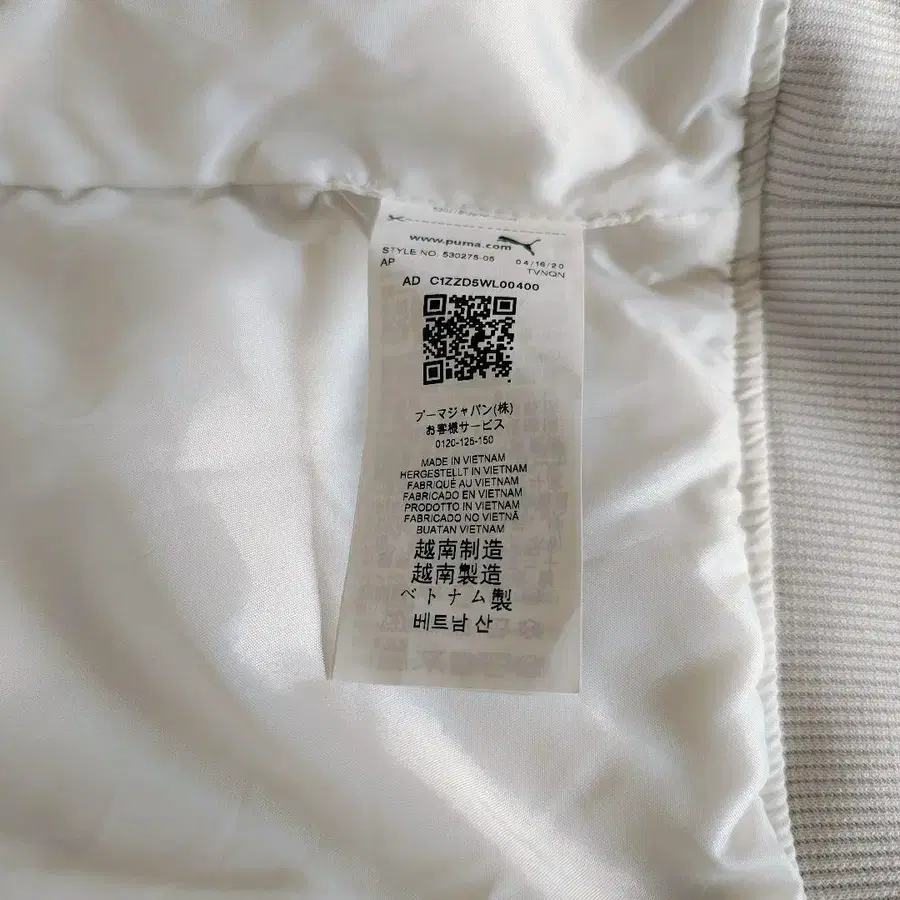 www.puma.com
STYLE NO. 530275-05 04/16/20
AP TVNQN
AD C1ZZD5WL00400
プーマジャパン(株)
お客様サービス
0120-125-150
MADE IN VIETNAM
HERGESTELLT IN VIETNAM
FABRIQUÉ AU VIETNAM
FABRICADO EN VIETNAM
PRODOTTO IN VIETNAM
FABRICADO NO VIETNÃ
BUATAN VIETNAM
越南制造
越南製造
ベトナム製
베트남 산